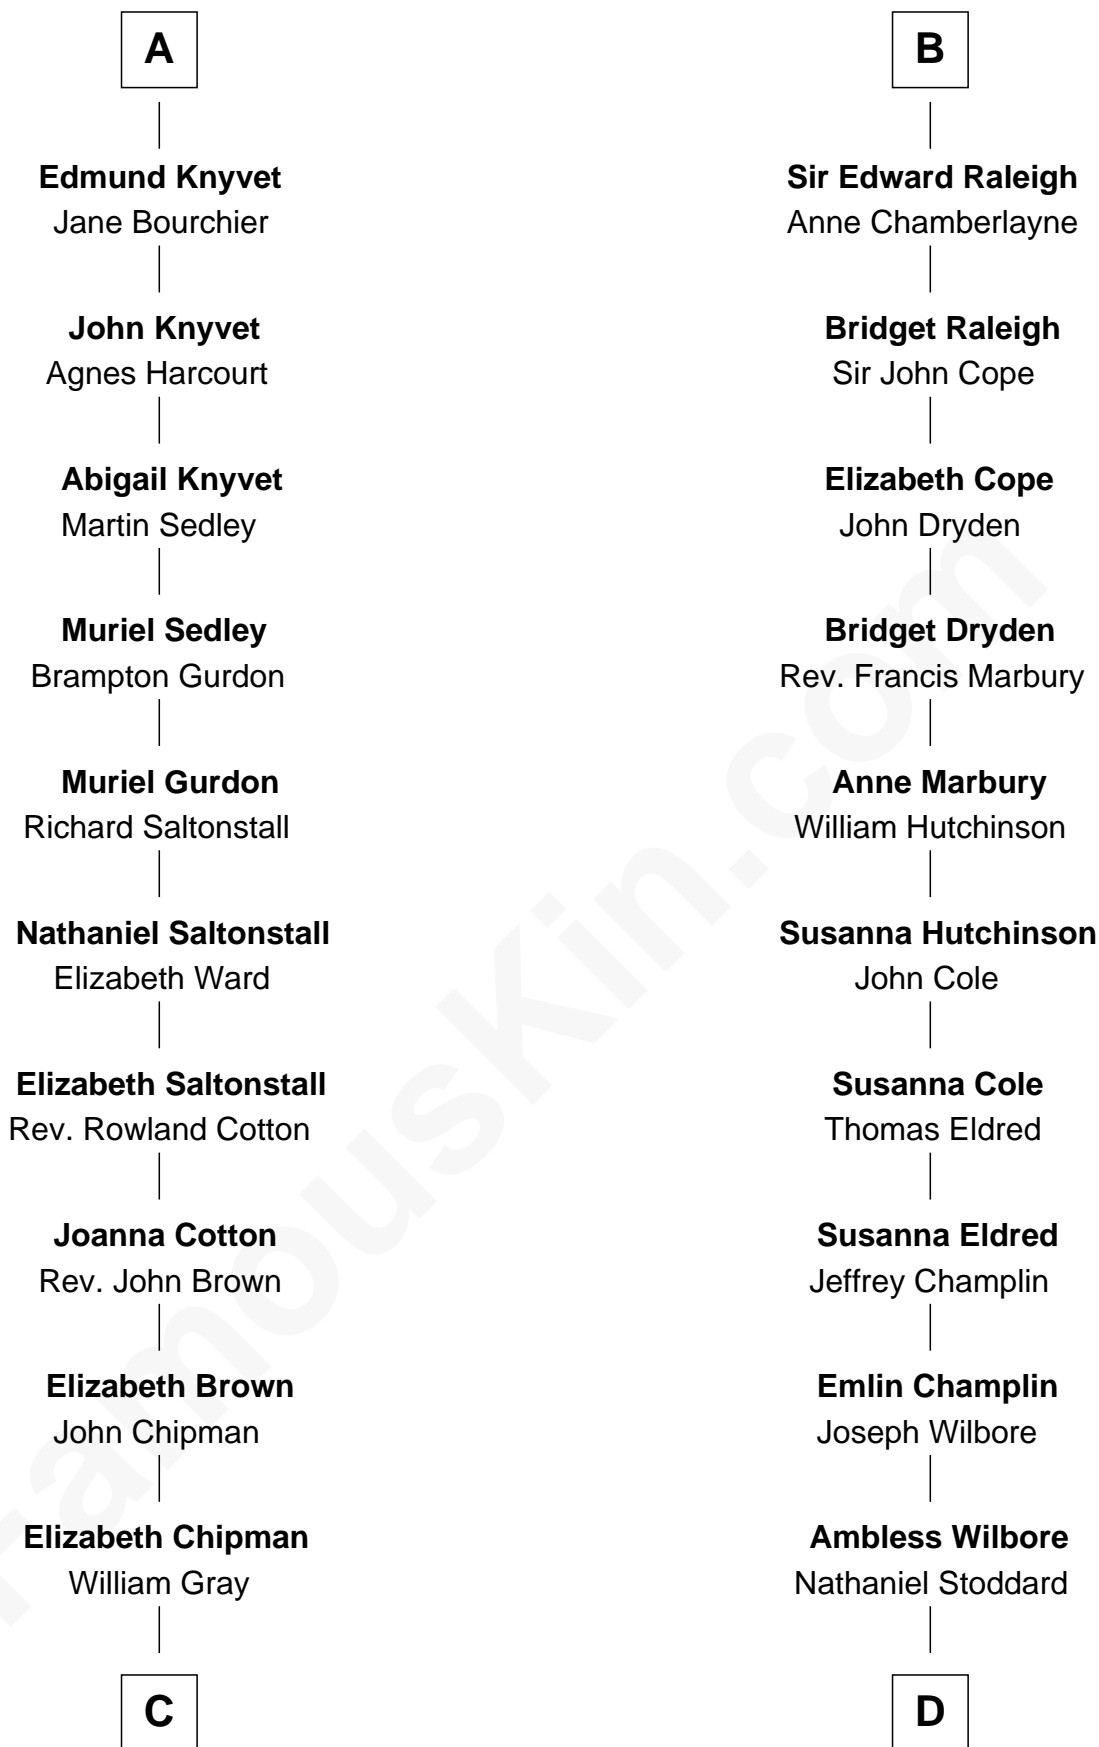 A
Edmund Knyvet
Jane Bourchier
John Knyvet
Agnes Harcourt
Abigail Knyvet
Martin Sedley
Muriel Sedley
Brampton Gurdon
Muriel Gurdon
Richard Saltonstall
Nathaniel Saltonstall
Elizabeth Ward
Elizabeth Saltonstall
Rev. Rowland Cotton
Joanna Cotton
Rev. John Brown
Elizabeth Brown
John Chipman
Elizabeth Chipman
William Gray
C
B
Sir Edward Raleigh
Anne Chamberlayne
Bridget Raleigh
Sir John Cope
Elizabeth Cope
John Dryden
Bridget Dryden
Rev. Francis Marbury
Anne Marbury
William Hutchinson
Susanna Hutchinson
John Cole
Susanna Cole
Thomas Eldred
Susanna Eldred
Jeffrey Champlin
Emlin Champlin
Joseph Wilbore
Ambless Wilbore
Nathaniel Stoddard
D
FamousKin.com